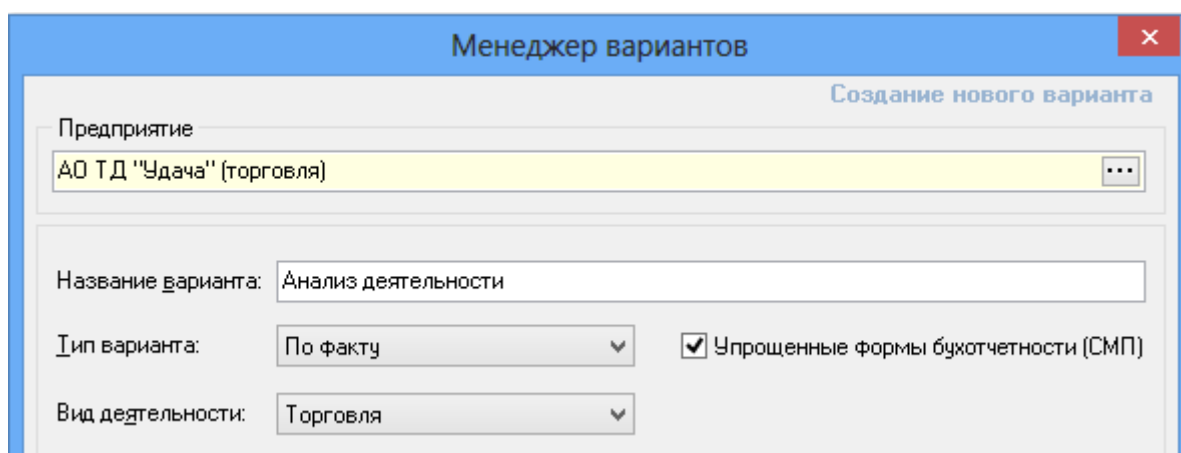 Менеджер вариантов
Создание нового варианта
Предприятие
АО ТД "Удача" (торговля)
Название варианта: Анализ деятельности
Тип варианта: По факту Упрощенные формы бухотчетности (СМП)
Вид деятельности: Торговля